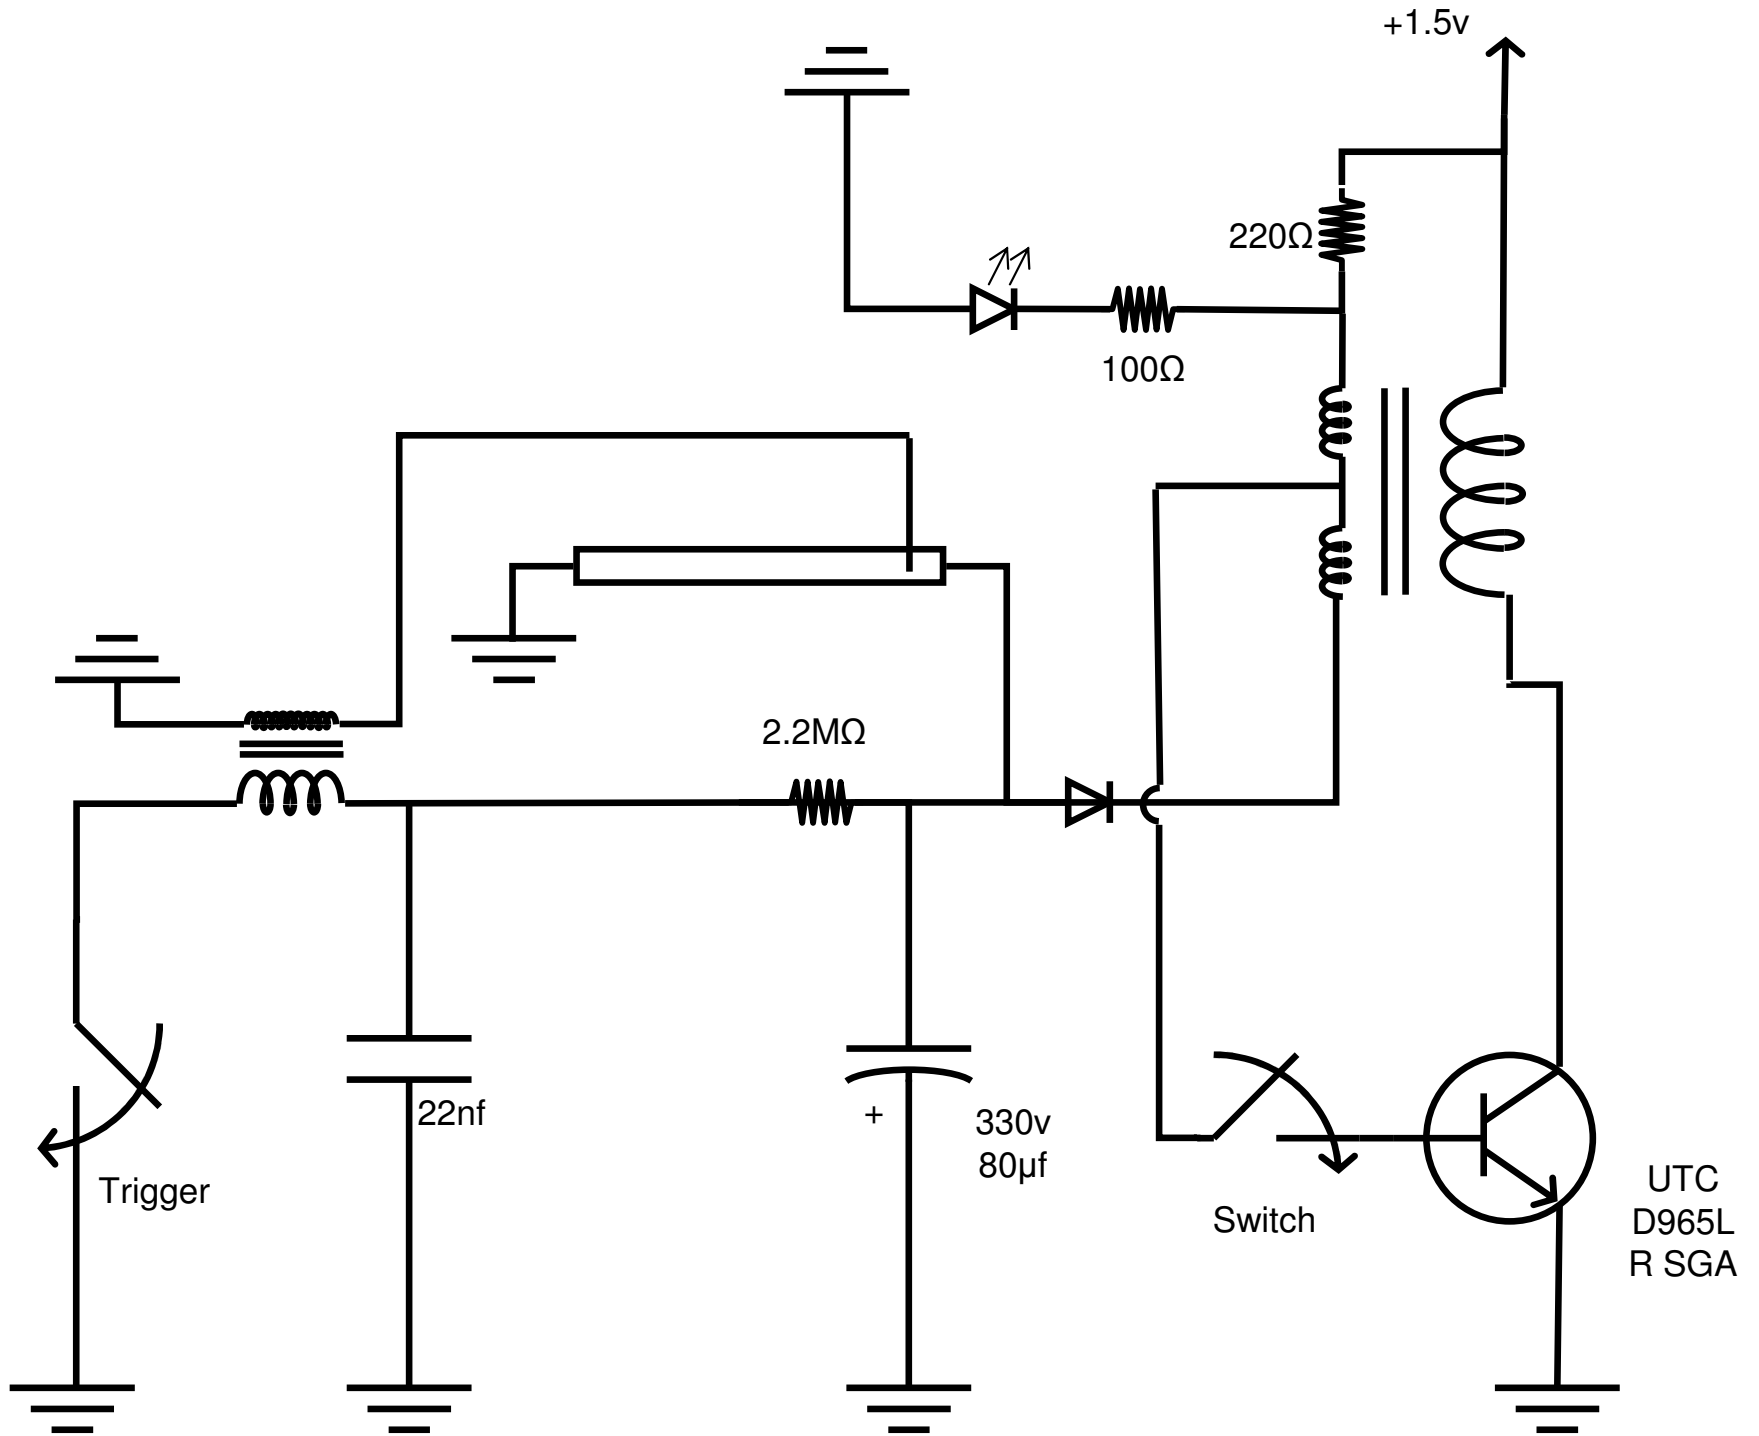 +1.5v
220Ω
100Ω
2.2MΩ
22nf
+
330v
80µf
Trigger
Switch
UTC
D965L
R SGA